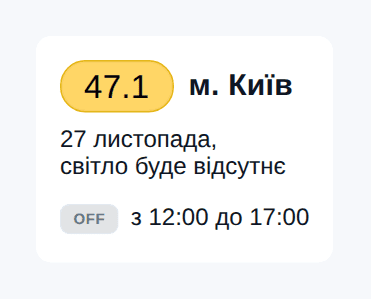 47.1 м. Київ
27 листопада,
світло буде відсутнє
OFF з 12:00 до 17:00